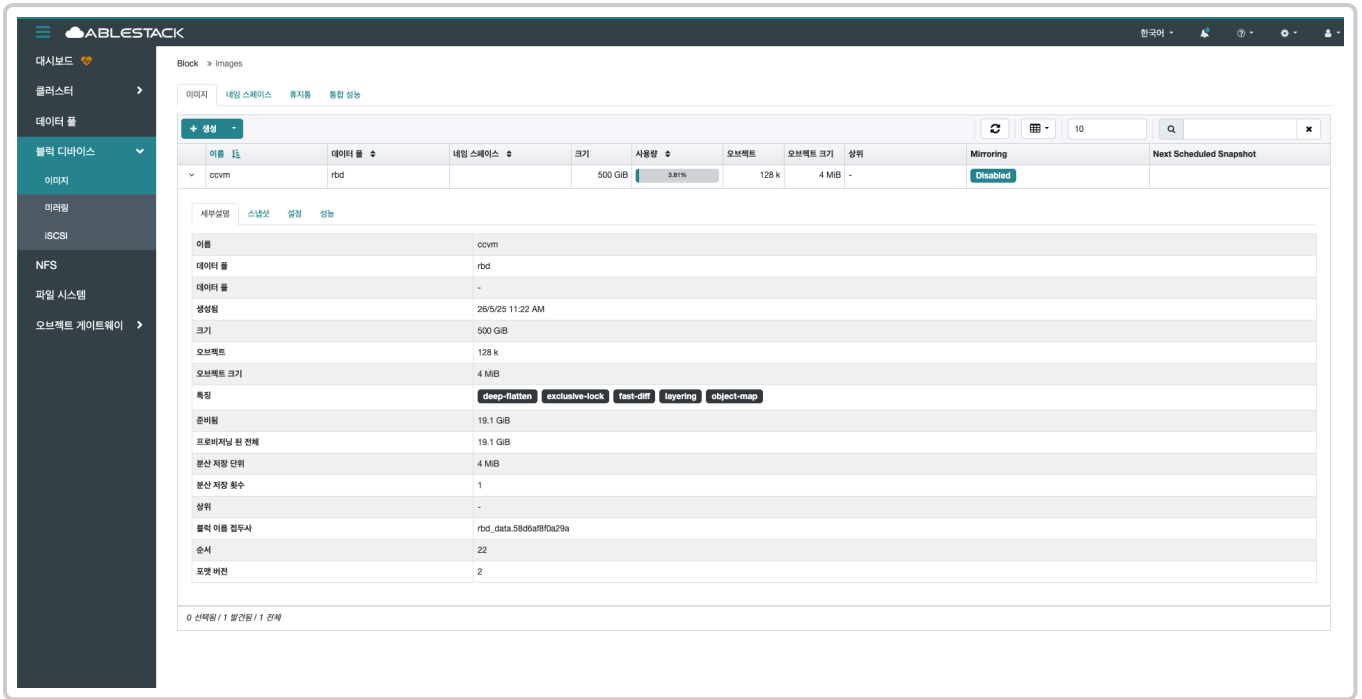 ABLESTACK 한국어
대시보드
클러스터
데이터 풀
블럭 디바이스
이미지
미러링
iSCSI
NFS
파일 시스템
오브젝트 게이트웨이
Block » Images
이미지 네임 스페이스 휴지통 통합 성능
+ 생성 10
이름 데이터 풀 네임 스페이스 크기 사용량 오브젝트 오브젝트 크기 상위 Mirroring Next Scheduled Snapshot
ccvm rbd 500 GiB 3.81% 128 k 4 MiB - Disabled
세부설명 스냅샷 설정 성능
이름 ccvm
데이터 풀 rbd
데이터 풀 -
생성됨 26/5/25 11:22 AM
크기 500 GiB
오브젝트 128 k
오브젝트 크기 4 MiB
특징 deep-flatten exclusive-lock fast-diff layering object-map
준비됨 19.1 GiB
프로비저닝 된 전체 19.1 GiB
분산 저장 단위 4 MiB
분산 저장 횟수 1
상위 -
블럭 이름 접두사 rbd_data.58d6af8f0a29a
순서 22
포맷 버전 2
0 선택됨 / 1 발견됨 / 1 전체